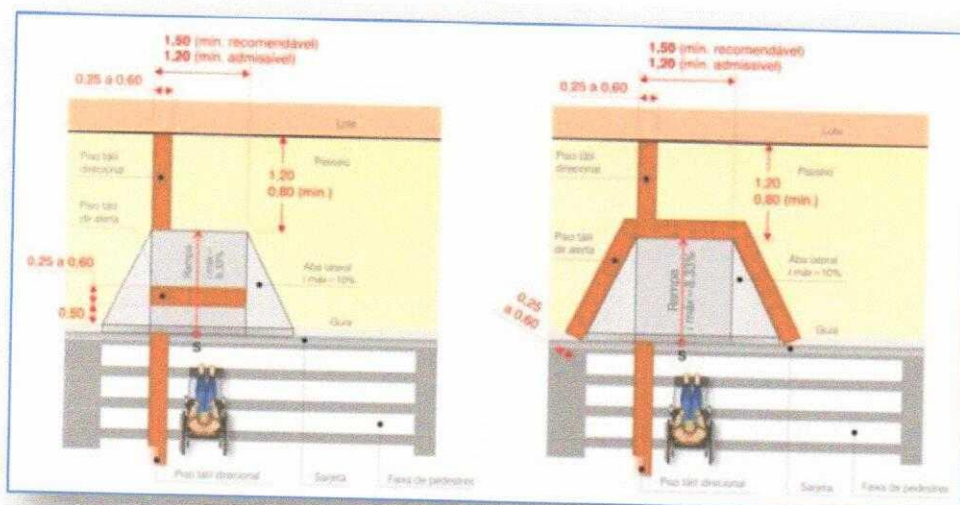 1,50 (mín. recomendável)
1,20 (mín. admissível)
0,25 a 0,60
Lote
Passeio
Piso tátil
direcional
1,20
0,80 (mín.)
Piso tátil
de alerta
Rampa
i máx = 8,33%
0,25 a 0,60
Aba lateral
i máx = 10%
0,50
Guia
S
Piso tátil direcional
Sarjeta
Faixa de pedestres
1,50 (mín. recomendável)
1,20 (mín. admissível)
0,25 a 0,60
Lote
Passeio
Piso tátil
direcional
1,20
0,80 (mín.)
Piso tátil
de alerta
Rampa
i máx = 8,33%
Aba lateral
i máx = 10%
0,25
a 0,60
Guia
S
Piso tátil direcional
Sarjeta
Faixa de pedestres